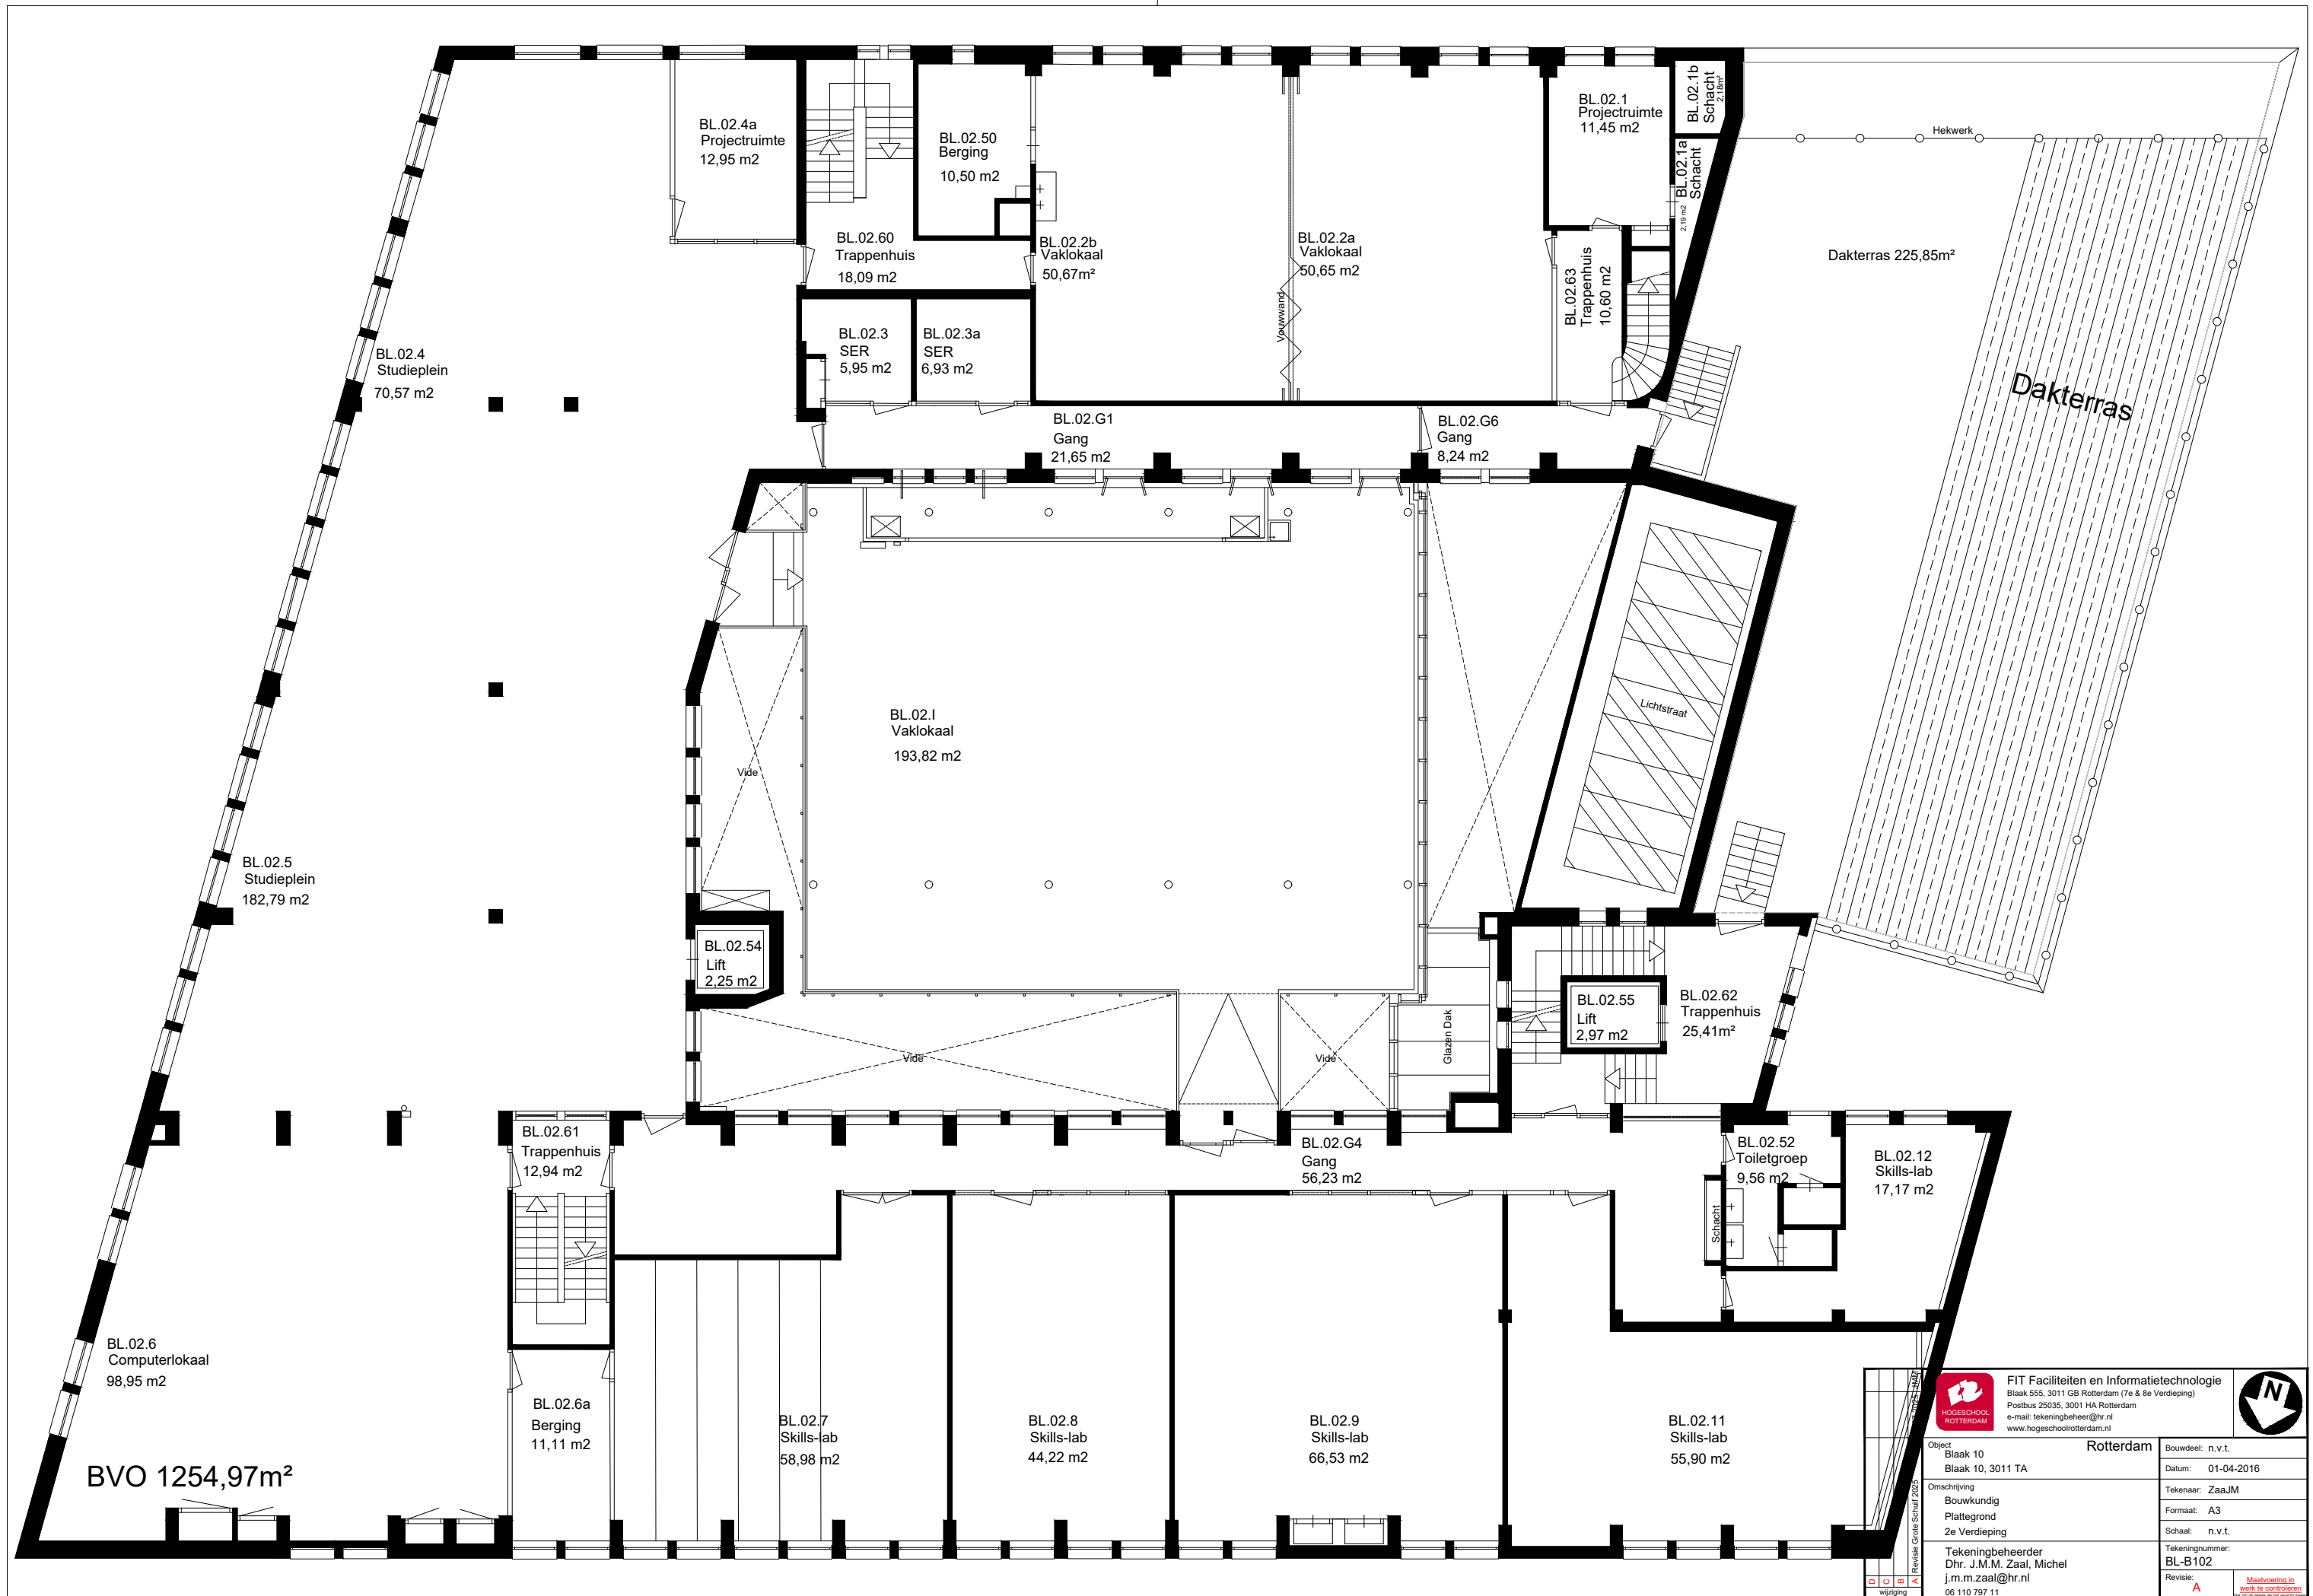 BL.02.4a
Projectruimte
12,95 m2
BL.02.50
Berging
10,50 m2
BL.02.60
Trappenhuis
18,09 m2
BL.02.2b
Vaklokaal
50,67m²
BL.02.2a
Vaklokaal
50,65 m2
Vouwwand
BL.02.1
Projectruimte
11,45 m2
BL.02.1b
Schacht
2,18m²
BL.02.1a
Schacht
2,19 m2
BL.02.63
Trappenhuis
10,60 m2
Hekwerk
Dakterras 225,85m²
Dakterras
BL.02.3
SER
5,95 m2
BL.02.3a
SER
6,93 m2
BL.02.4
Studieplein
70,57 m2
BL.02.G1
Gang
21,65 m2
BL.02.G6
Gang
8,24 m2
BL.02.I
Vaklokaal
193,82 m2
Vide
Lichtstraat
BL.02.5
Studieplein
182,79 m2
BL.02.54
Lift
2,25 m2
Vide
Vide
Glazen Dak
BL.02.55
Lift
2,97 m2
BL.02.62
Trappenhuis
25,41m²
BL.02.61
Trappenhuis
12,94 m2
BL.02.G4
Gang
56,23 m2
BL.02.52
Toiletgroep
9,56 m2
Schacht
BL.02.12
Skills-lab
17,17 m2
BL.02.6
Computerlokaal
98,95 m2
BL.02.6a
Berging
11,11 m2
BL.02.7
Skills-lab
58,98 m2
BL.02.8
Skills-lab
44,22 m2
BL.02.9
Skills-lab
66,53 m2
BL.02.11
Skills-lab
55,90 m2
BVO 1254,97m²
HOGESCHOOL
ROTTERDAM
FIT Faciliteiten en Informatietechnologie
Blaak 555, 3011 GB Rotterdam (7e & 8e Verdieping)
Postbus 25035, 3001 HA Rotterdam
e-mail: tekeningbeheer@hr.nl
www.hogeschoolrotterdam.nl
N
Object
Rotterdam
Blaak 10
Blaak 10, 3011 TA
Omschrijving
Bouwkundig
Plattegrond
2e Verdieping
Tekeningbeheerder
Dhr. J.M.M. Zaal, Michel
j.m.m.zaal@hr.nl
06 110 797 11
Bouwdeel: n.v.t.
Datum: 01-04-2016
Tekenaar: ZaaJM
Formaat: A3
Schaal: n.v.t.
Tekeningnummer:
BL-B102
Revisie:
A
Maatvoering in
werk te controleren
D
C
B
A Revisie Grote Schuif 2025
wijziging